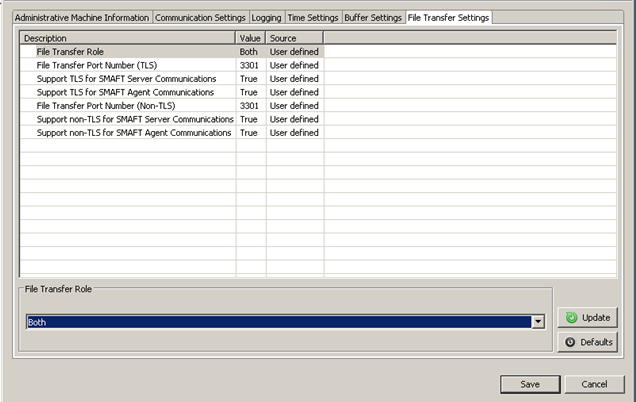 Administrative Machine Information Communication Settings Logging Time Settings Buffer Settings File Transfer Settings
Description Value Source
File Transfer Role Both User defined
File Transfer Port Number (TLS) 3301 User defined
Support TLS for SMAFT Server Communications True User defined
Support TLS for SMAFT Agent Communications True User defined
File Transfer Port Number (Non-TLS) 3301 User defined
Support non-TLS for SMAFT Server Communications True User defined
Support non-TLS for SMAFT Agent Communications True User defined
File Transfer Role
Both
Update
Defaults
Save Cancel